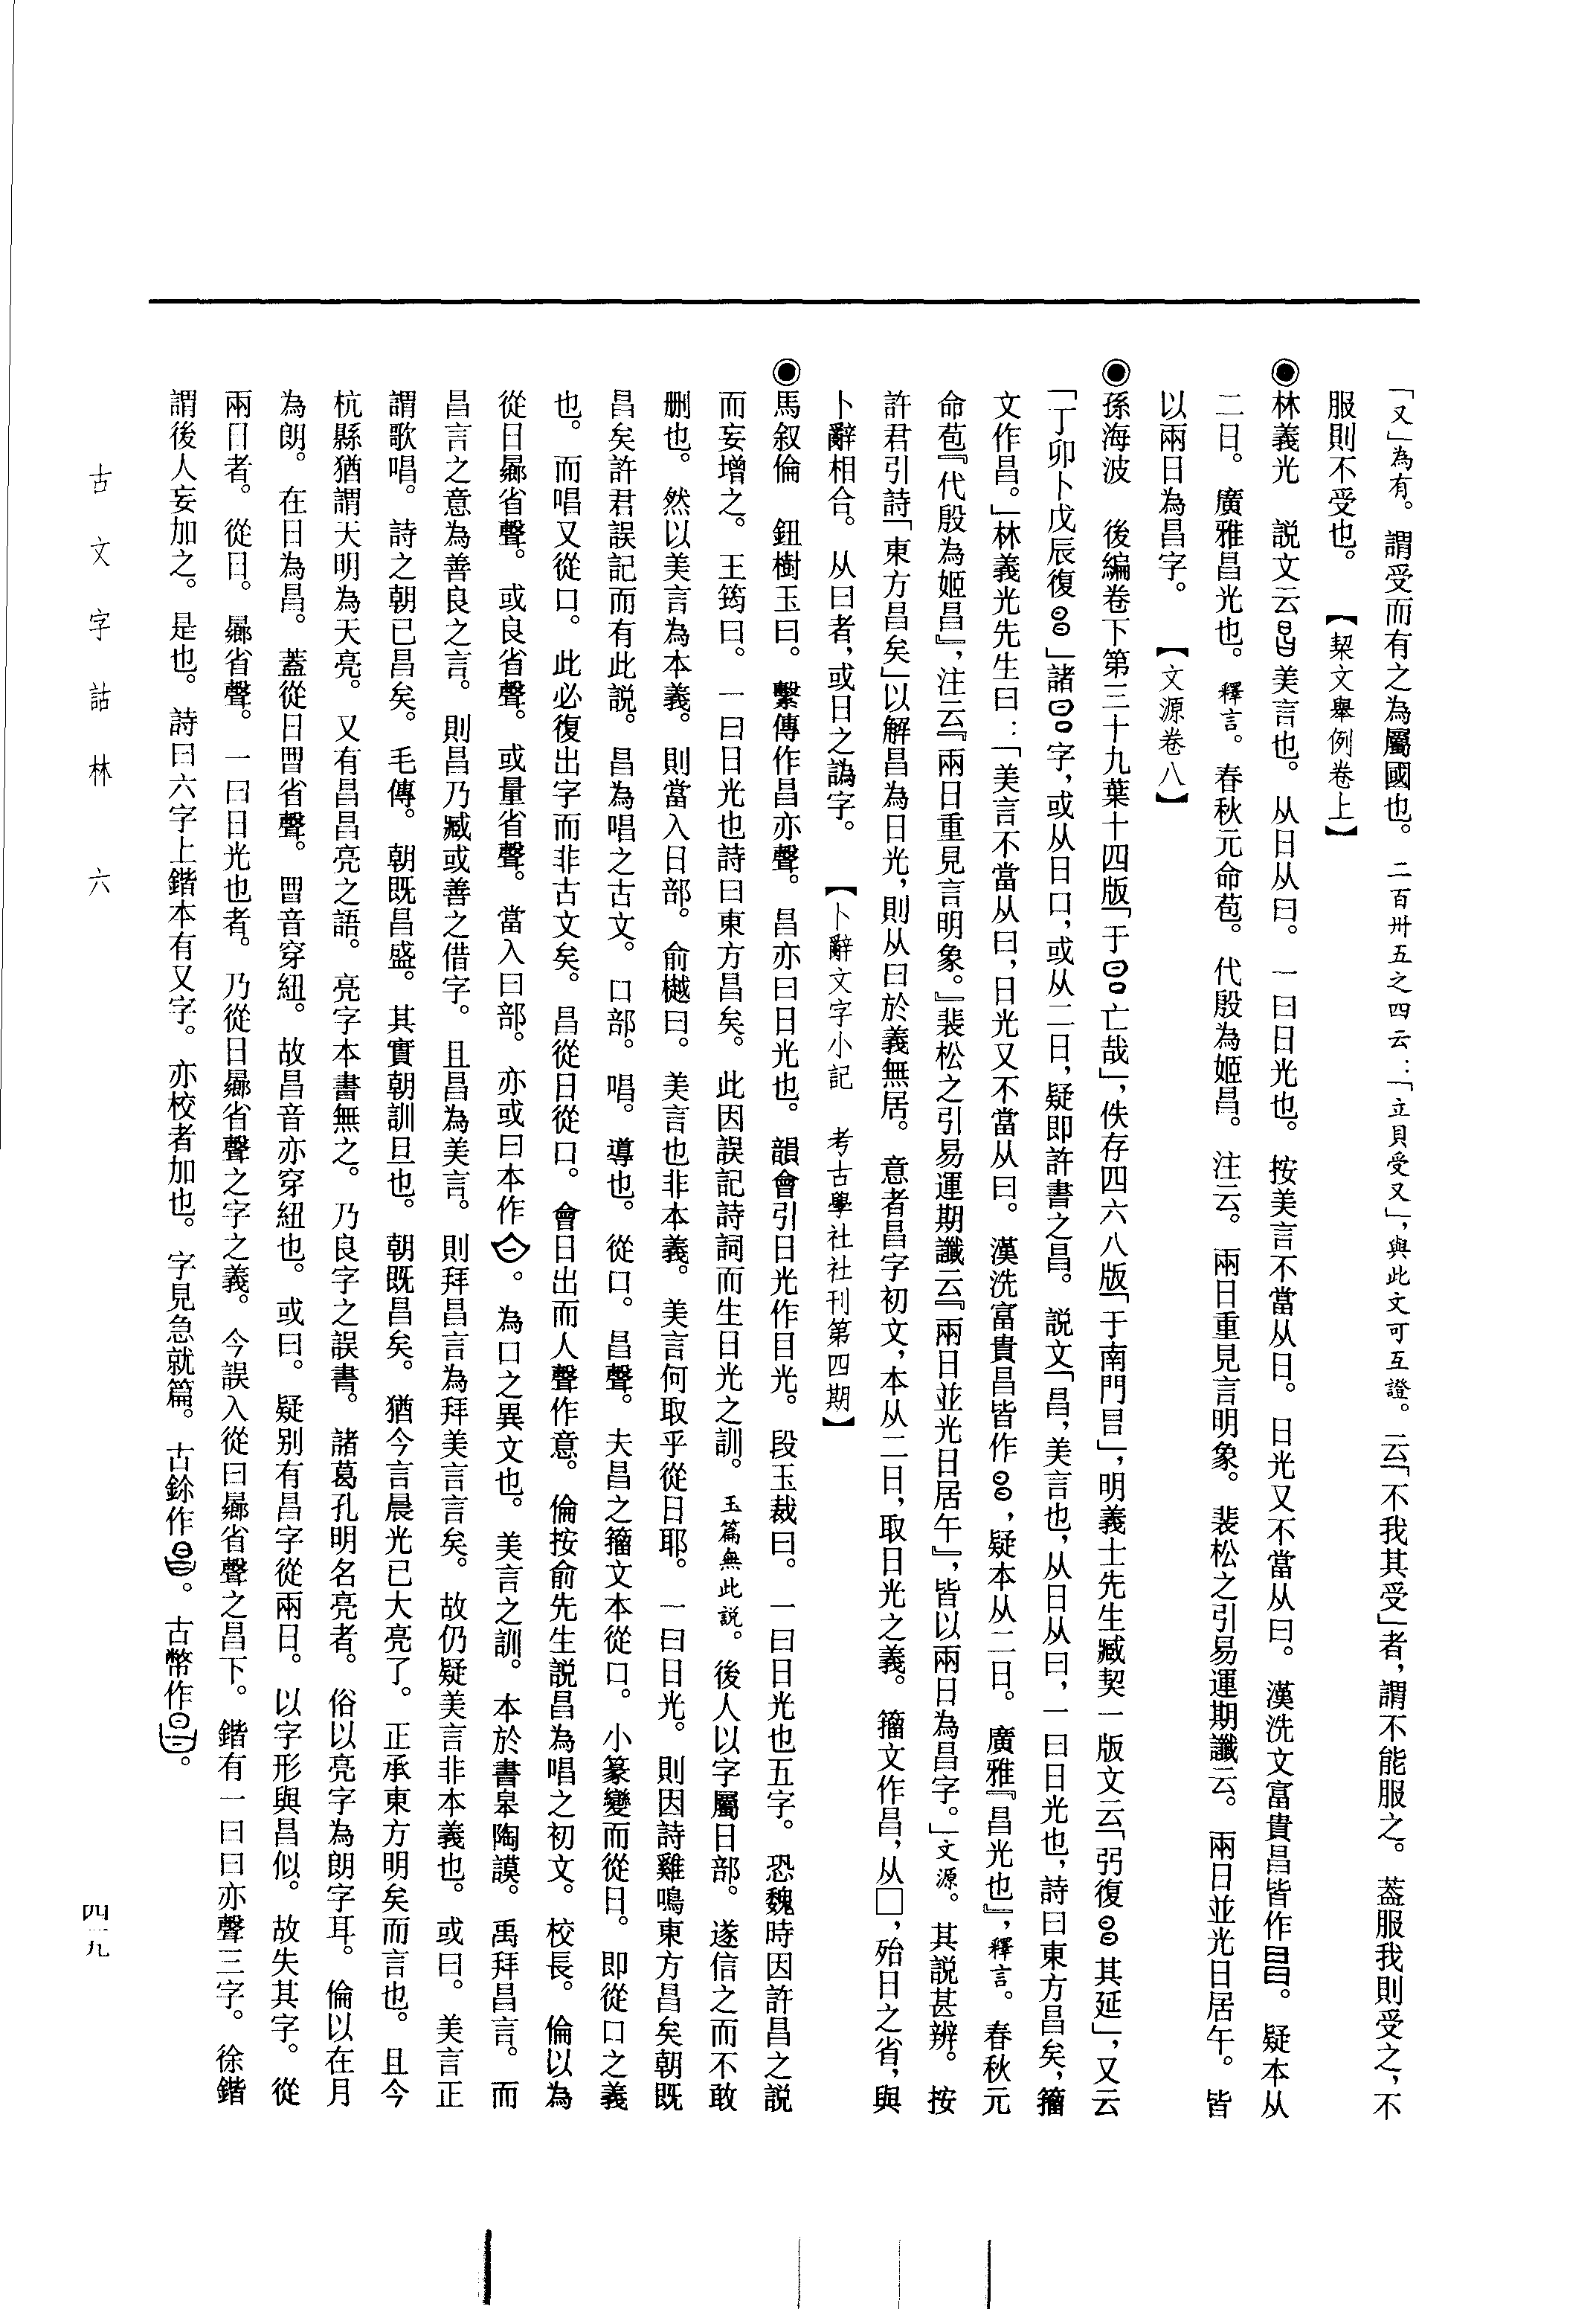 「又」為有。謂受而有之為屬國也。二百卅五之四云：「立貝受又」，與此文可互證。云「不我其受」者，謂不能服之。葢服我則受之，不
服則不受也。【栔文舉例卷上】
◉林義光　説文云美言也。从日从曰。一曰日光也。按美言不當从日。日光又不當从曰。漢洗文富貴昌皆作。疑本从
二日。廣雅昌光也。釋言。春秋元命苞。代殷為姬昌。注云。兩日重見言明象。裴松之引易運期讖云。兩日並光日居午。皆
以兩日為昌字。【文源卷八】
◉孫海波　後編卷下第三十九葉十四版「于亡哉」，佚存四六八版「于南門㫗」，明義士先生臧契一版文云「弜復其延」，又云
「丁卯卜戊辰復」諸字，或从日口，或从二日，疑即許書之昌。説文「昌，美言也，从日从曰，一曰日光也，詩曰東方昌矣，籀
文作昌。」林義光先生曰：「美言不當从曰，日光又不當从曰。漢洗富貴昌皆作，疑本从二日。廣雅『昌光也』，釋言。春秋元
命苞『代殷為姬昌』，注云『兩日重見言明象。』裴松之引易運期讖云『兩日並光日居午』，皆以兩日為昌字。」文源。其説甚辨。按
許君引詩「東方昌矣」以解昌為日光，則从曰於義無居。意者昌字初文，本从二日，取日光之義。籀文作昌，从口，殆日之省，與
卜辭相合。从曰者，或日之譌字。【卜辭文字小記　考古學社社刊第四期】
◉馬叙倫　鈕樹玉曰。繫傳作昌亦聲。昌亦曰日光也。韻會引日光作目光。段玉裁曰。一曰日光也五字。恐魏時因許昌之説
而妄增之。王筠曰。一曰日光也詩曰東方昌矣。此因誤記詩詞而生日光之訓。玉篇無此説。後人以字屬日部。遂信之而不敢
删也。然以美言為本義。則當入日部。俞樾曰。美言也非本義。美言何取乎從日耶。一曰日光。則因詩雞鳴東方昌矣朝既
昌矣許君誤記而有此説。昌為唱之古文。口部。唱。導也。從口。昌聲。夫昌之籀文本從口。小篆變而從日。即從口之義
也。而唱又從口。此必復出字而非古文矣。昌從日從口。會日出而人聲作意。倫按俞先生説昌為唱之初文。校長。倫以為
從日曏省聲。或良省聲。或量省聲。當入曰部。亦或曰本作。為口之異文也。美言之訓。本於書皋陶謨。禹拜昌言。而
昌言之意為善良之言。則昌乃臧或善之借字。且昌為美言。則拜昌言為拜美言言矣。故仍疑美言非本義也。或曰。美言正
謂歌唱。詩之朝已昌矣。毛傳。朝既昌盛。其實朝訓旦也。朝既昌矣。猶今言晨光已大亮了。正承東方明矣而言也。且今
杭縣猶謂天明為天亮。又有昌昌亮之語。亮字本書無之。乃良字之誤書。諸葛孔明名亮者。俗以亮字為朗字耳。倫以在月
為朗。在日為昌。蓋從日省聲。音穿紐。故昌音亦穿紐也。或曰。疑别有昌字從兩日。以字形與昌似。故失其字。從
兩日者。從日。曏省聲。一曰日光也者。乃從日曏省聲之字之義。今誤入從曰曏省聲之昌下。鍇有一曰曰亦聲三字。徐鍇
謂後人妄加之。是也。詩曰六字上鍇本有又字。亦校者加也。字見急就篇。古鉩作。古幣作。
古文字詁林　六
四一九